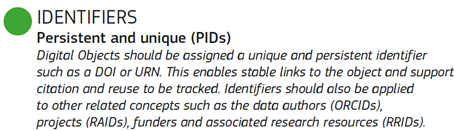 IDENTIFIERS
Persistent and unique (PIDs)
Digital Objects should be assigned a unique and persistent identifier
such as a DOI or URN. This enables stable links to the object and support
citation and reuse to be tracked. Identifiers should also be applied
to other related concepts such as the data authors (ORCIDs),
projects (RAIDs), funders and associated research resources (RRIDs).